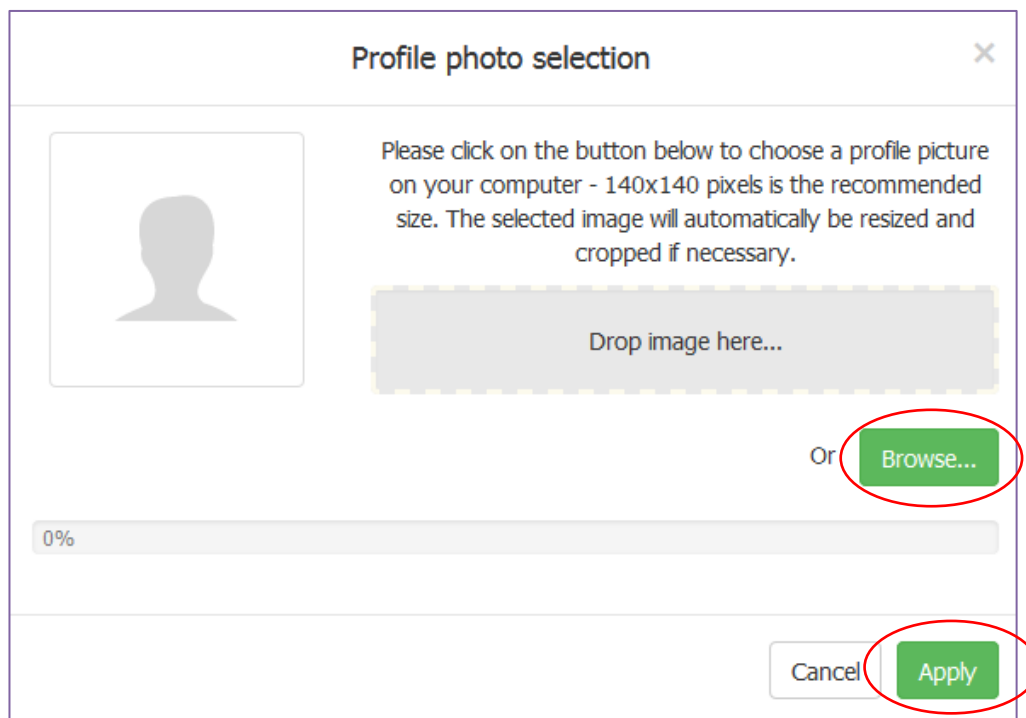 Profile photo selection ×
Please click on the button below to choose a profile picture
on your computer - 140x140 pixels is the recommended
size. The selected image will automatically be resized and
cropped if necessary.
Drop image here...
Or Browse...
0%
Cancel Apply